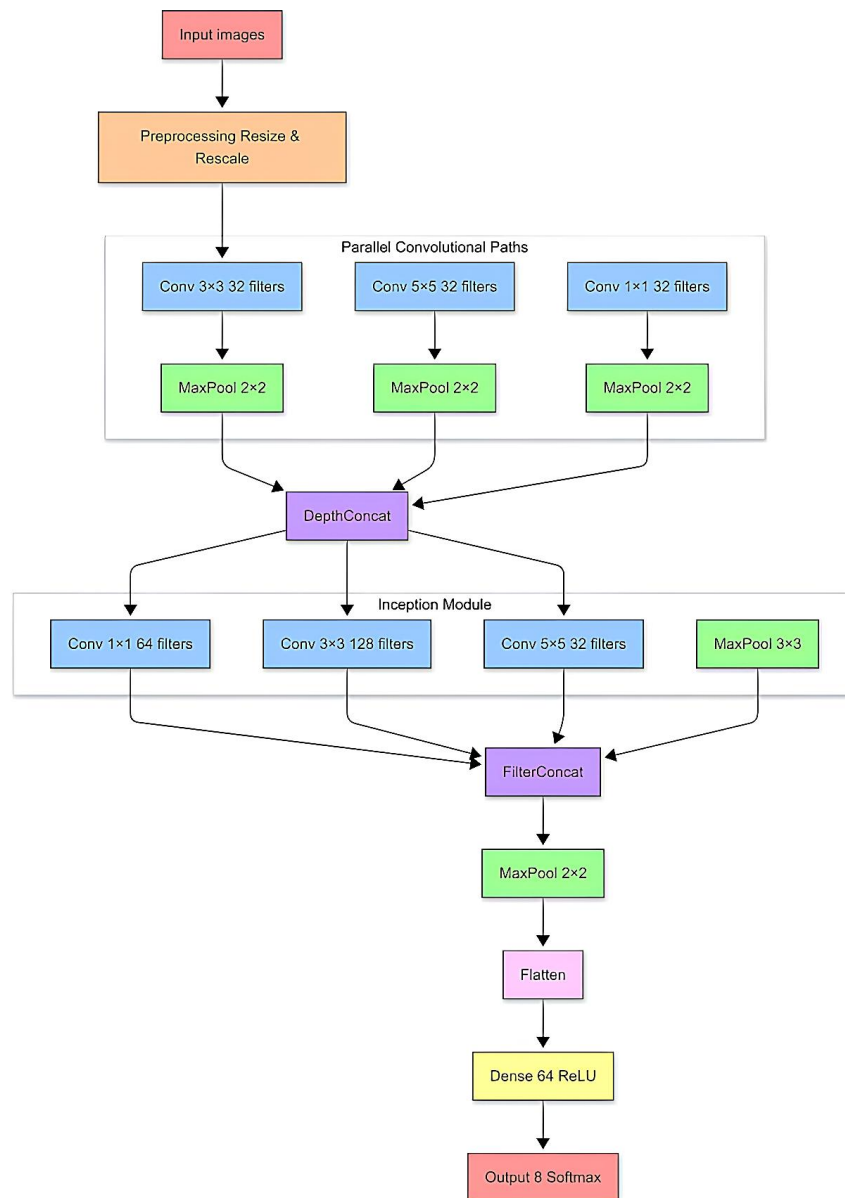 Input images
Preprocessing Resize &
Rescale
Parallel Convolutional Paths
Conv 3×3 32 filters
Conv 5×5 32 filters
Conv 1×1 32 filters
MaxPool 2×2
MaxPool 2×2
MaxPool 2×2
DepthConcat
Inception Module
Conv 1×1 64 filters
Conv 3×3 128 filters
Conv 5×5 32 filters
MaxPool 3×3
FilterConcat
MaxPool 2×2
Flatten
Dense 64 ReLU
Output 8 Softmax